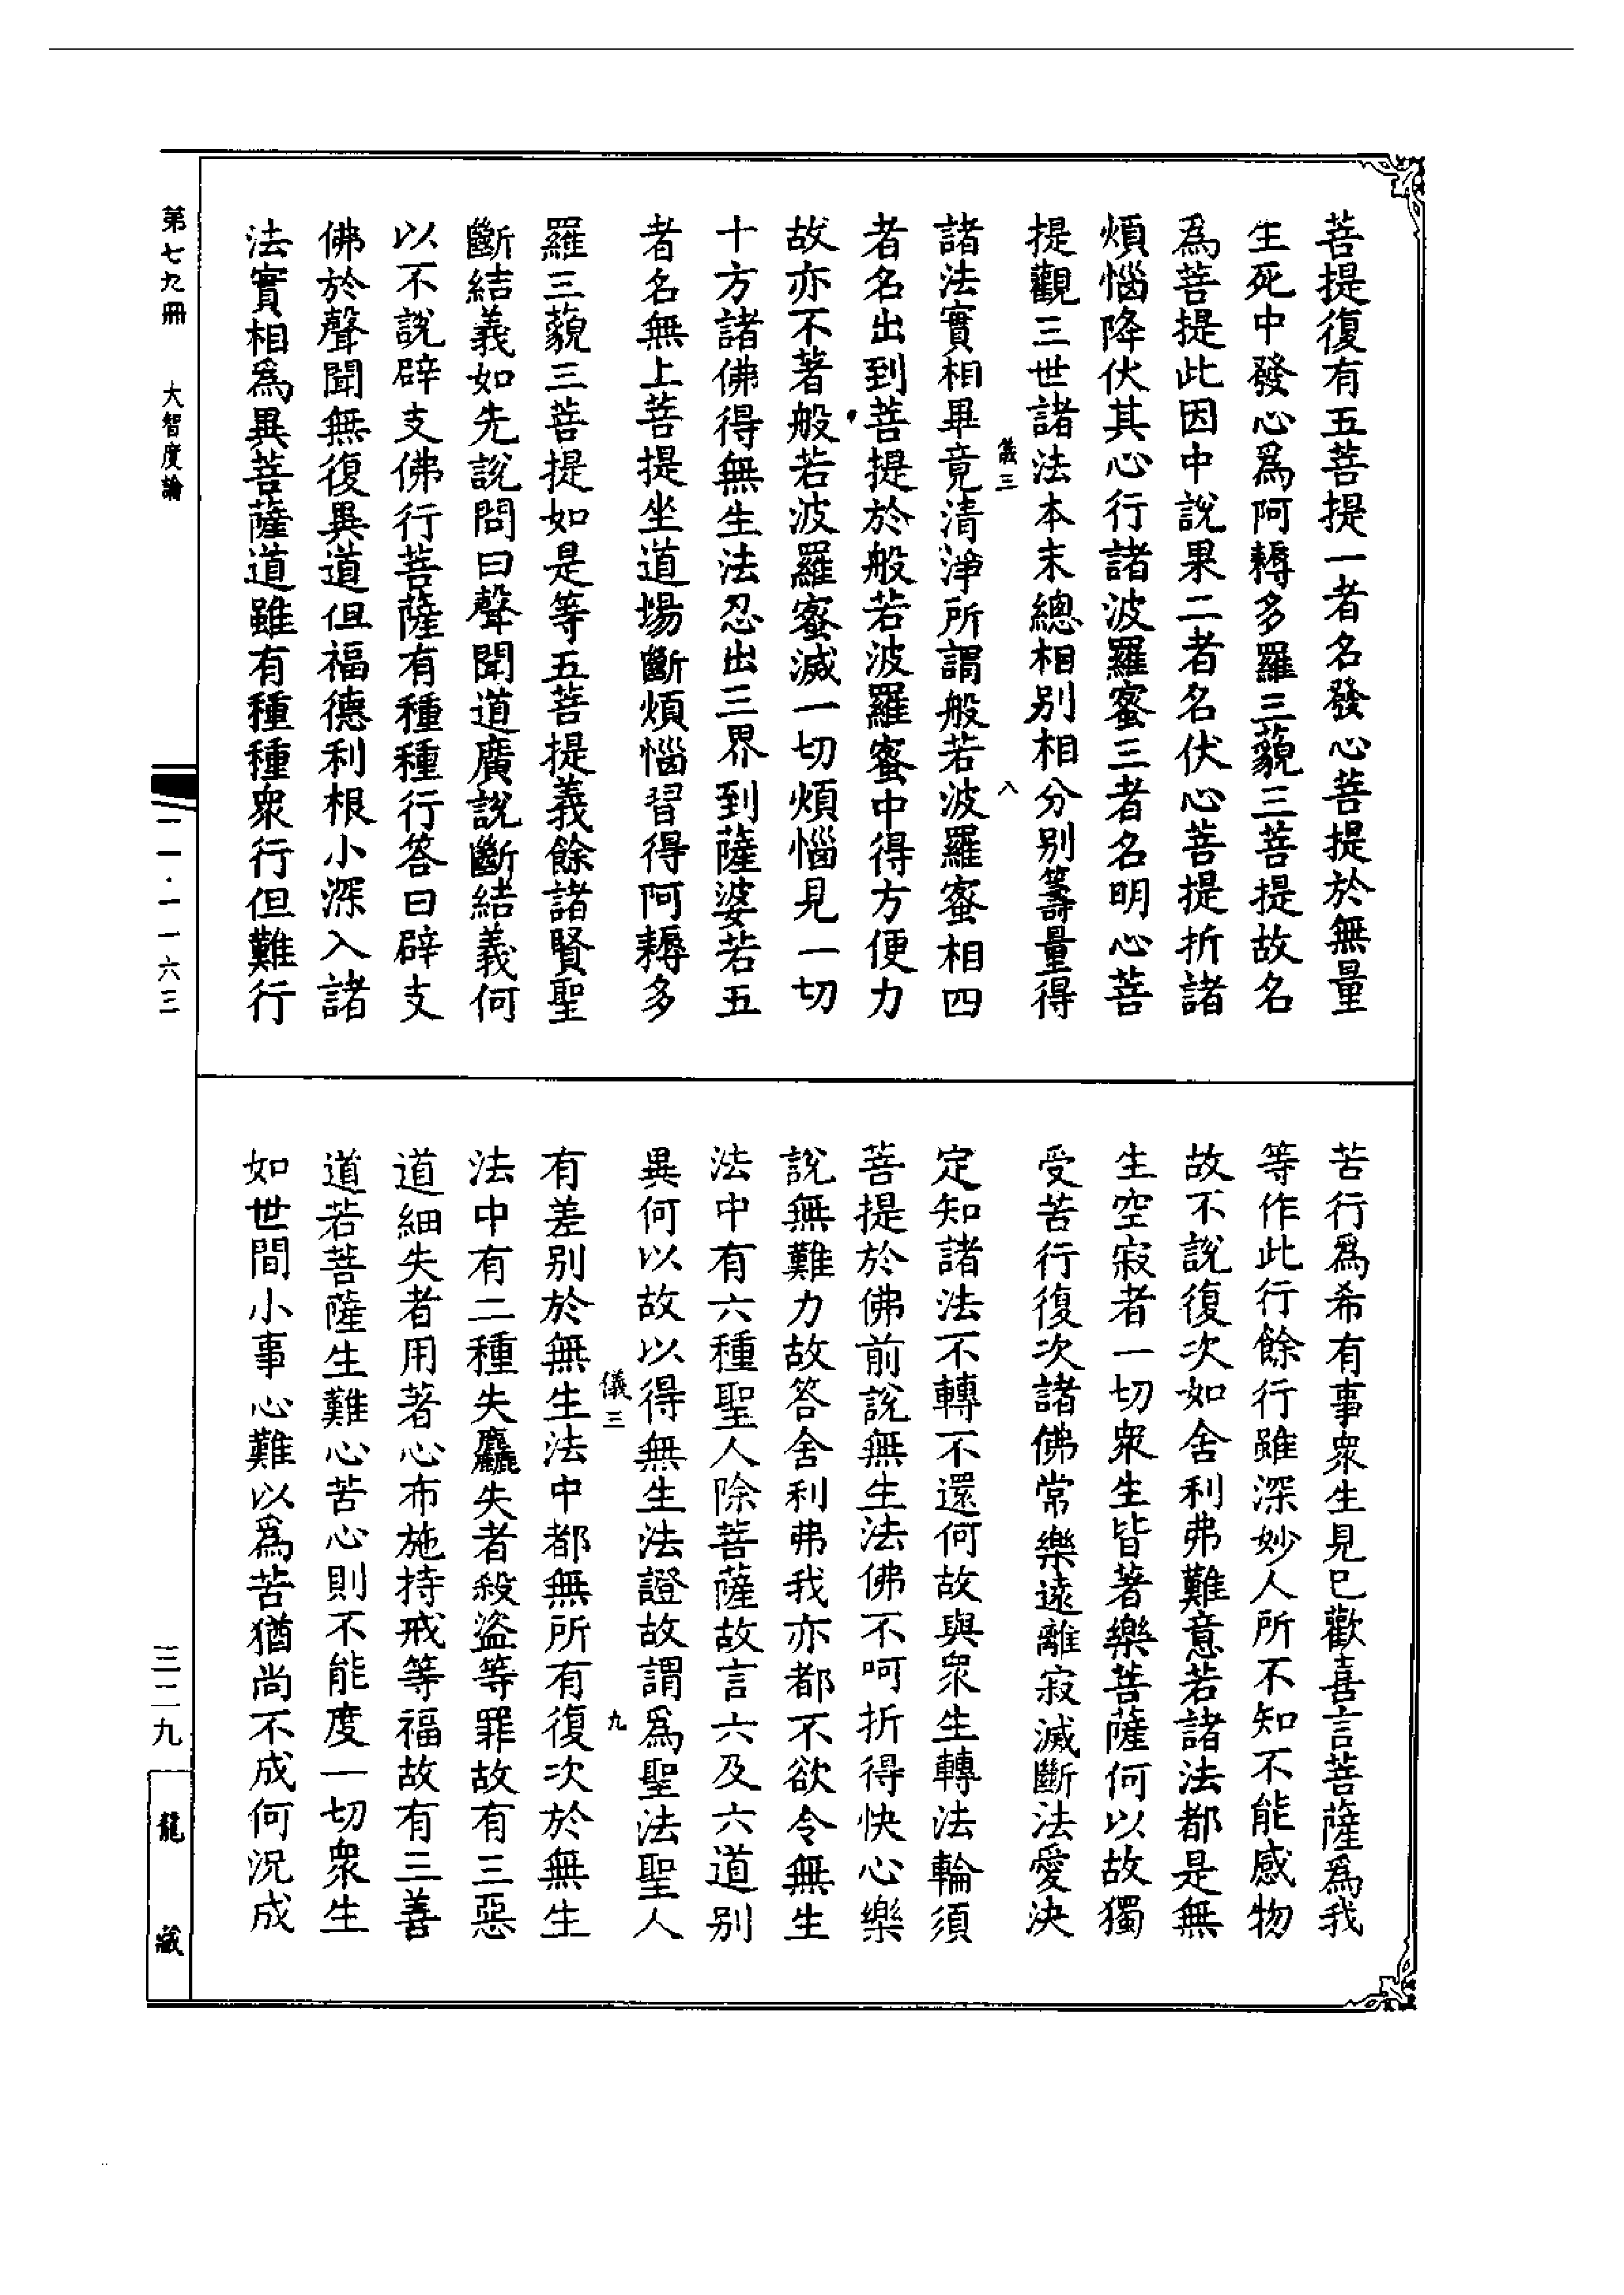 菩提復有五菩提一者名發心菩提於無量
生死中發心爲阿耨多羅三藐三菩提故名
爲菩提此因中說果二者名伏心菩提折諸
煩惱降伏其心行諸波羅蜜三者名明心菩
提觀三世諸法本末總相別相分別籌量得
儀三 八
諸法實相畢竟清淨所謂般若波羅蜜相四
者名出到菩提於般若波羅蜜中得方便力
故亦不著般若波羅蜜滅一切煩惱見一切
十方諸佛得無生法忍出三界到薩婆若五
者名無上菩提坐道場斷煩惱習得阿耨多
羅三藐三菩提如是等五菩提義餘諸賢聖
斷結義如先說問曰聲聞道廣說斷結義何
以不說辟支佛行菩薩有種種行答曰辟支
佛於聲聞無復異道但福德利根小深入諸
法實相爲異菩薩道雖有種種衆行但難行
苦行爲希有事衆生見已歡喜言菩薩爲我
等作此行餘行雖深妙人所不知不能感物
故不說復次如舍利弗難意若諸法都是無
生空寂者一切衆生皆著樂菩薩何以故獨
受苦行復次諸佛常樂遠離寂滅斷法愛決
定知諸法不轉不還何故與衆生轉法輪須
菩提於佛前說無生法佛不呵折得快心樂
說無難力故答舍利弗我亦都不欲令無生
法中有六種聖人除菩薩故言六及六道別
異何以故以得無生法證故謂爲聖法聖人
儀三 九
有差別於無生法中都無所有復次於無生
法中有二種失麤失者殺盜等罪故有三惡
道細失者用著心布施持戒等福故有三善
道若菩薩生難心苦心則不能度一切衆生
如世間小事心難以爲苦猶尚不成何況成
第七九冊 大智度論
一一·一一六三
三二九
龍藏